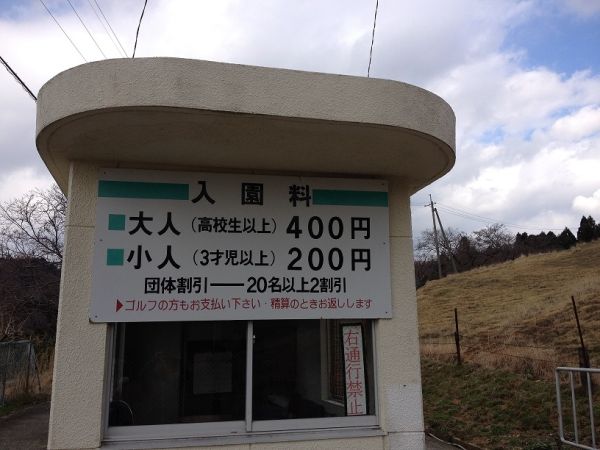 入園料
大人（高校生以上）400円
小人（3才児以上）200円
団体割引──20名以上2割引
▶ゴルフの方もお支払い下さい・精算のときお返しします
右通行禁止